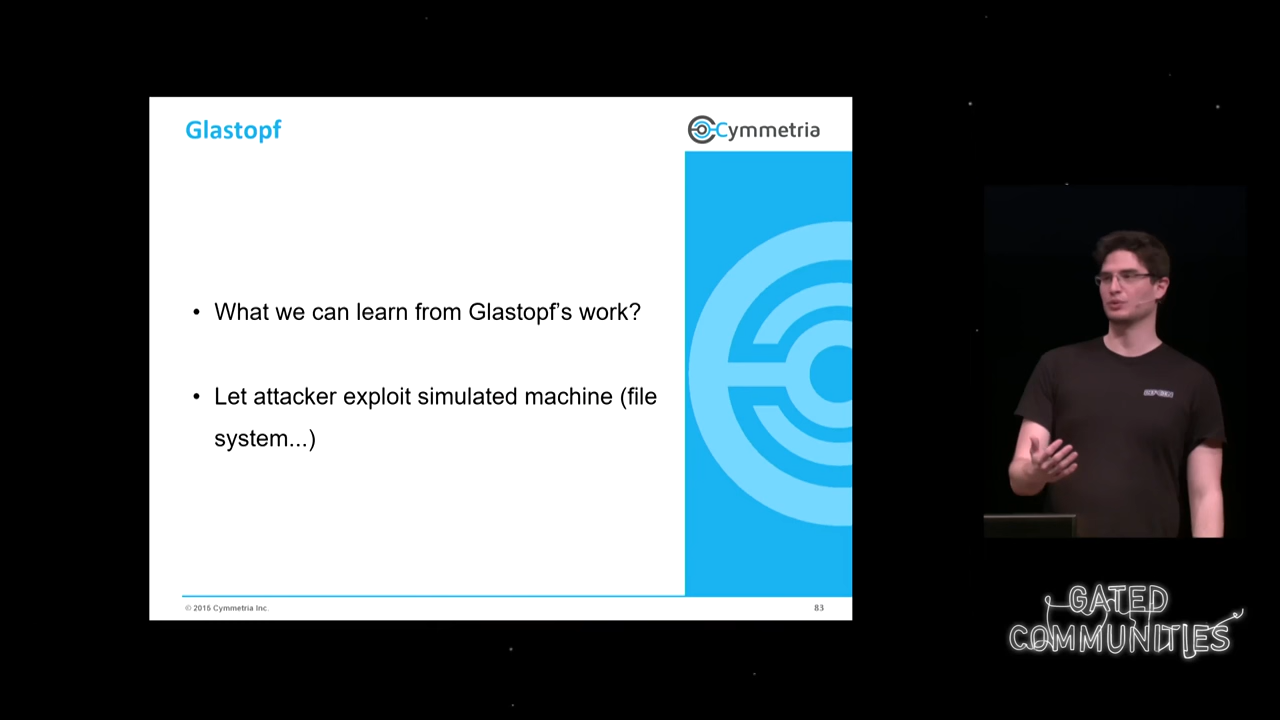 Glastopf
Cymmetria
• What we can learn from Glastopf's work?
• Let attacker exploit simulated machine (file
system...)
© 2015 Cymmetria Inc.
83
GATED
COMMUNITIES